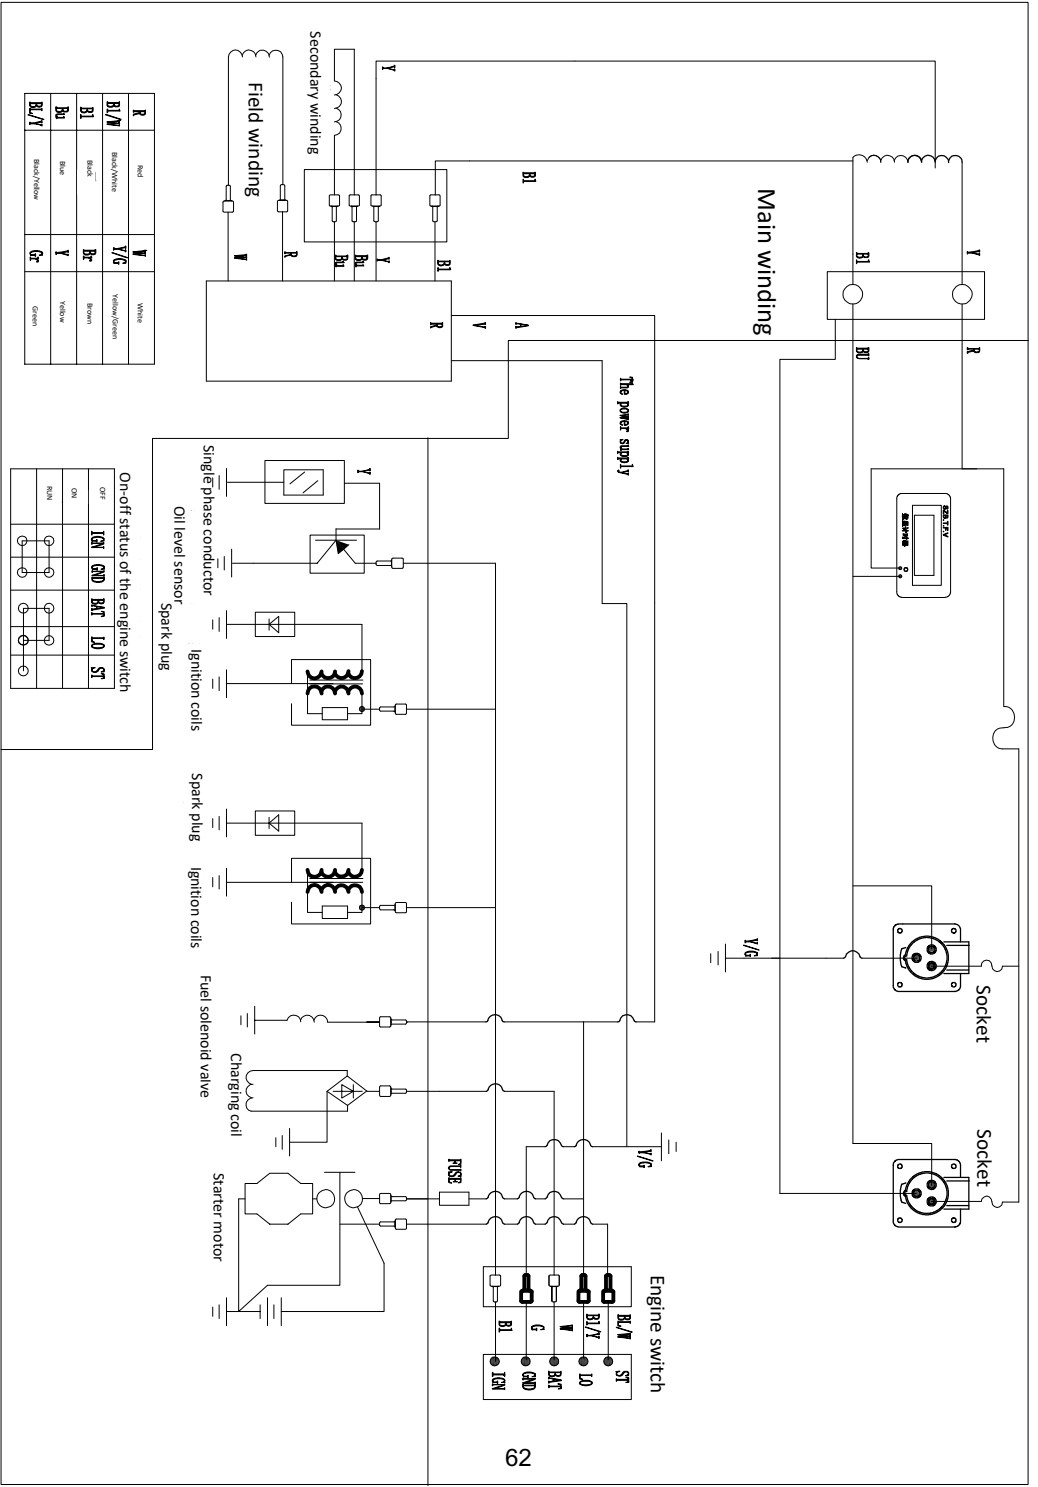 Main winding
Y
Bl
R
BU
Y
Bl
Secondary winding
Field winding
Bl
Y
Bu
Bu
R
W
A
V
R
The power supply
SZB.T.F.V
Socket
Socket
Y/G
R Red W White
Bl/W Black/White Y/G Yellow/Green
Bl Black Br Brown
Bu Blue Y Yellow
BL/Y Black/Yellow Gr Green
Single phase conductor
Y
Oil level sensor
Spark plug
Ignition coils
Spark plug
Ignition coils
Fuel solenoid valve
Charging coil
Starter motor
FUSE
Y/G
Engine switch
BL/W
Bl/Y
W
G
Bl
ST
LO
BAT
GND
IGN
On-off status of the engine switch
IGN GND BAT LO ST
OFF
ON
RUN
62